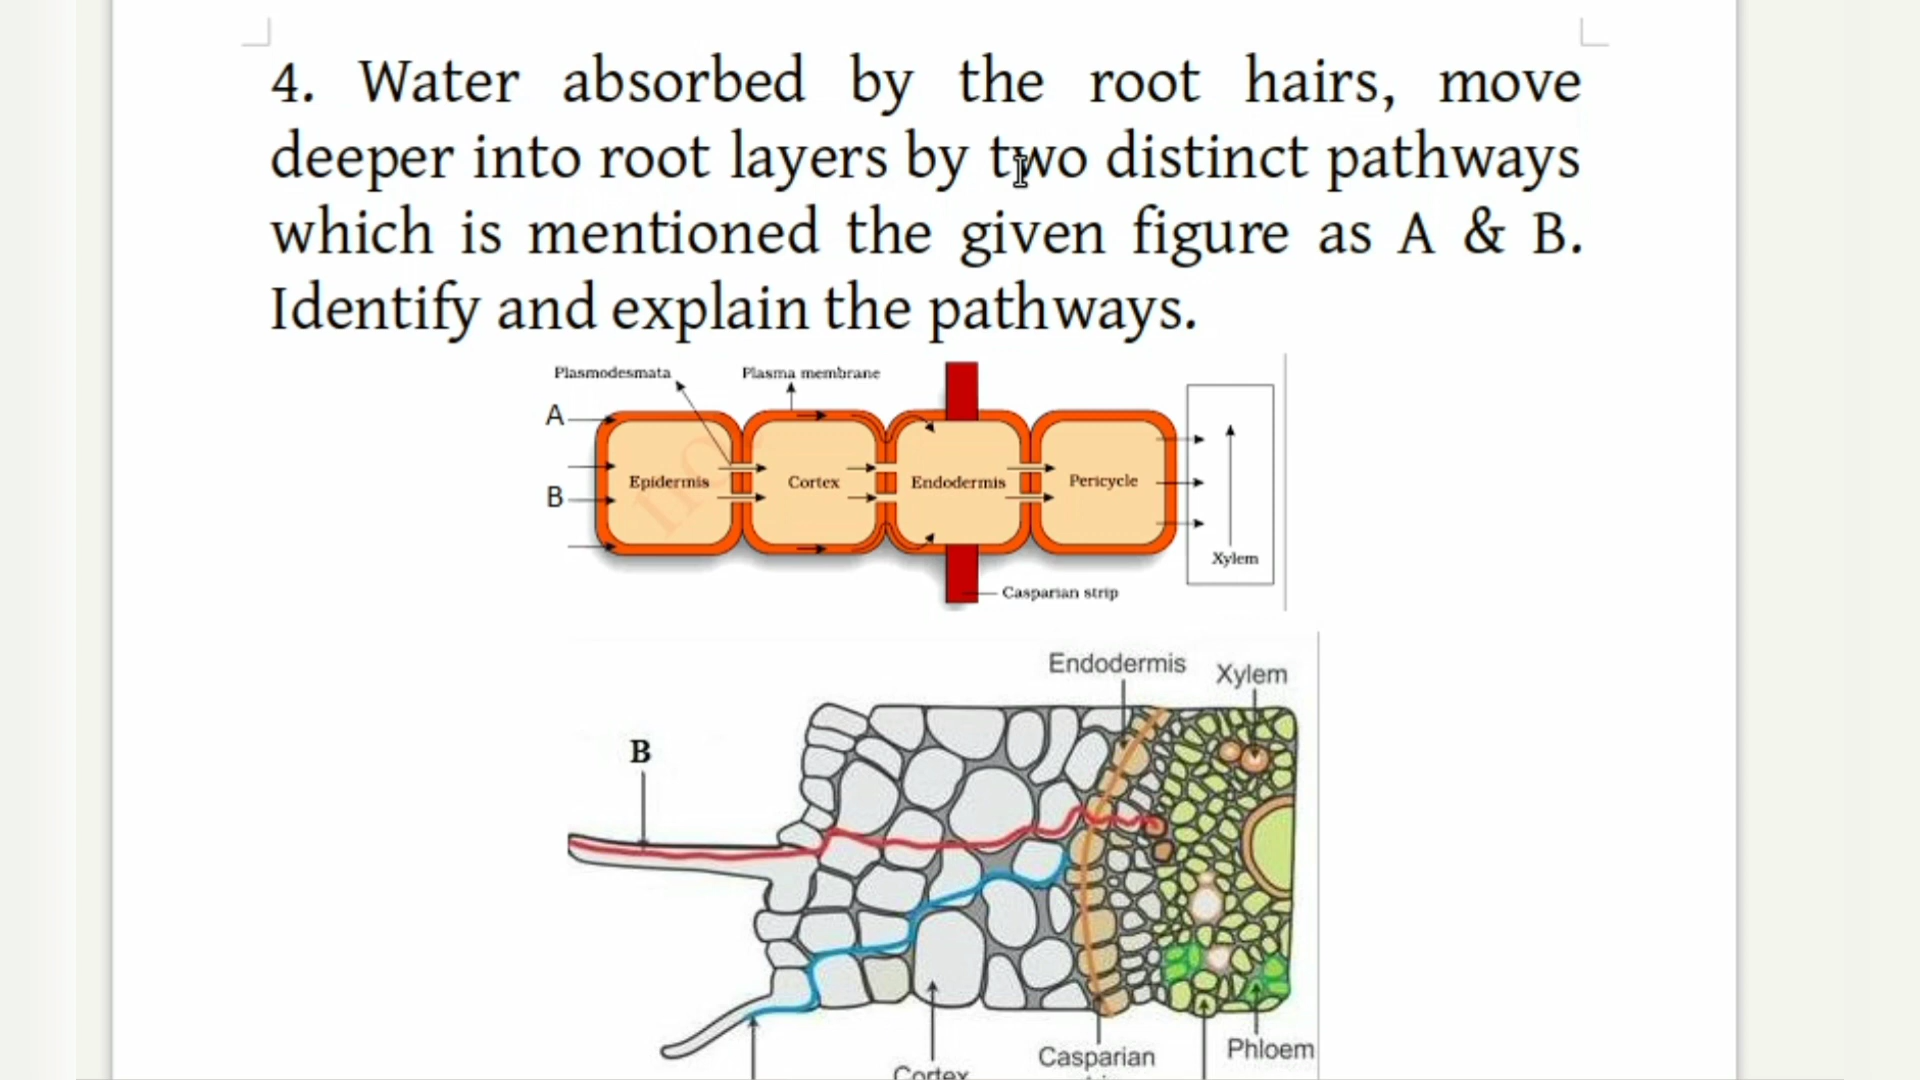 4. Water absorbed by the root hairs, move
deeper into root layers by two distinct pathways
which is mentioned the given figure as A & B.
Identify and explain the pathways.
Plasmodesmata
Plasma membrane
A
Epidermis
Cortex
Endodermis
Pericycle
B
Xylem
Casparian strip
Endodermis
Xylem
B
Phloem
Casparian
Cortex